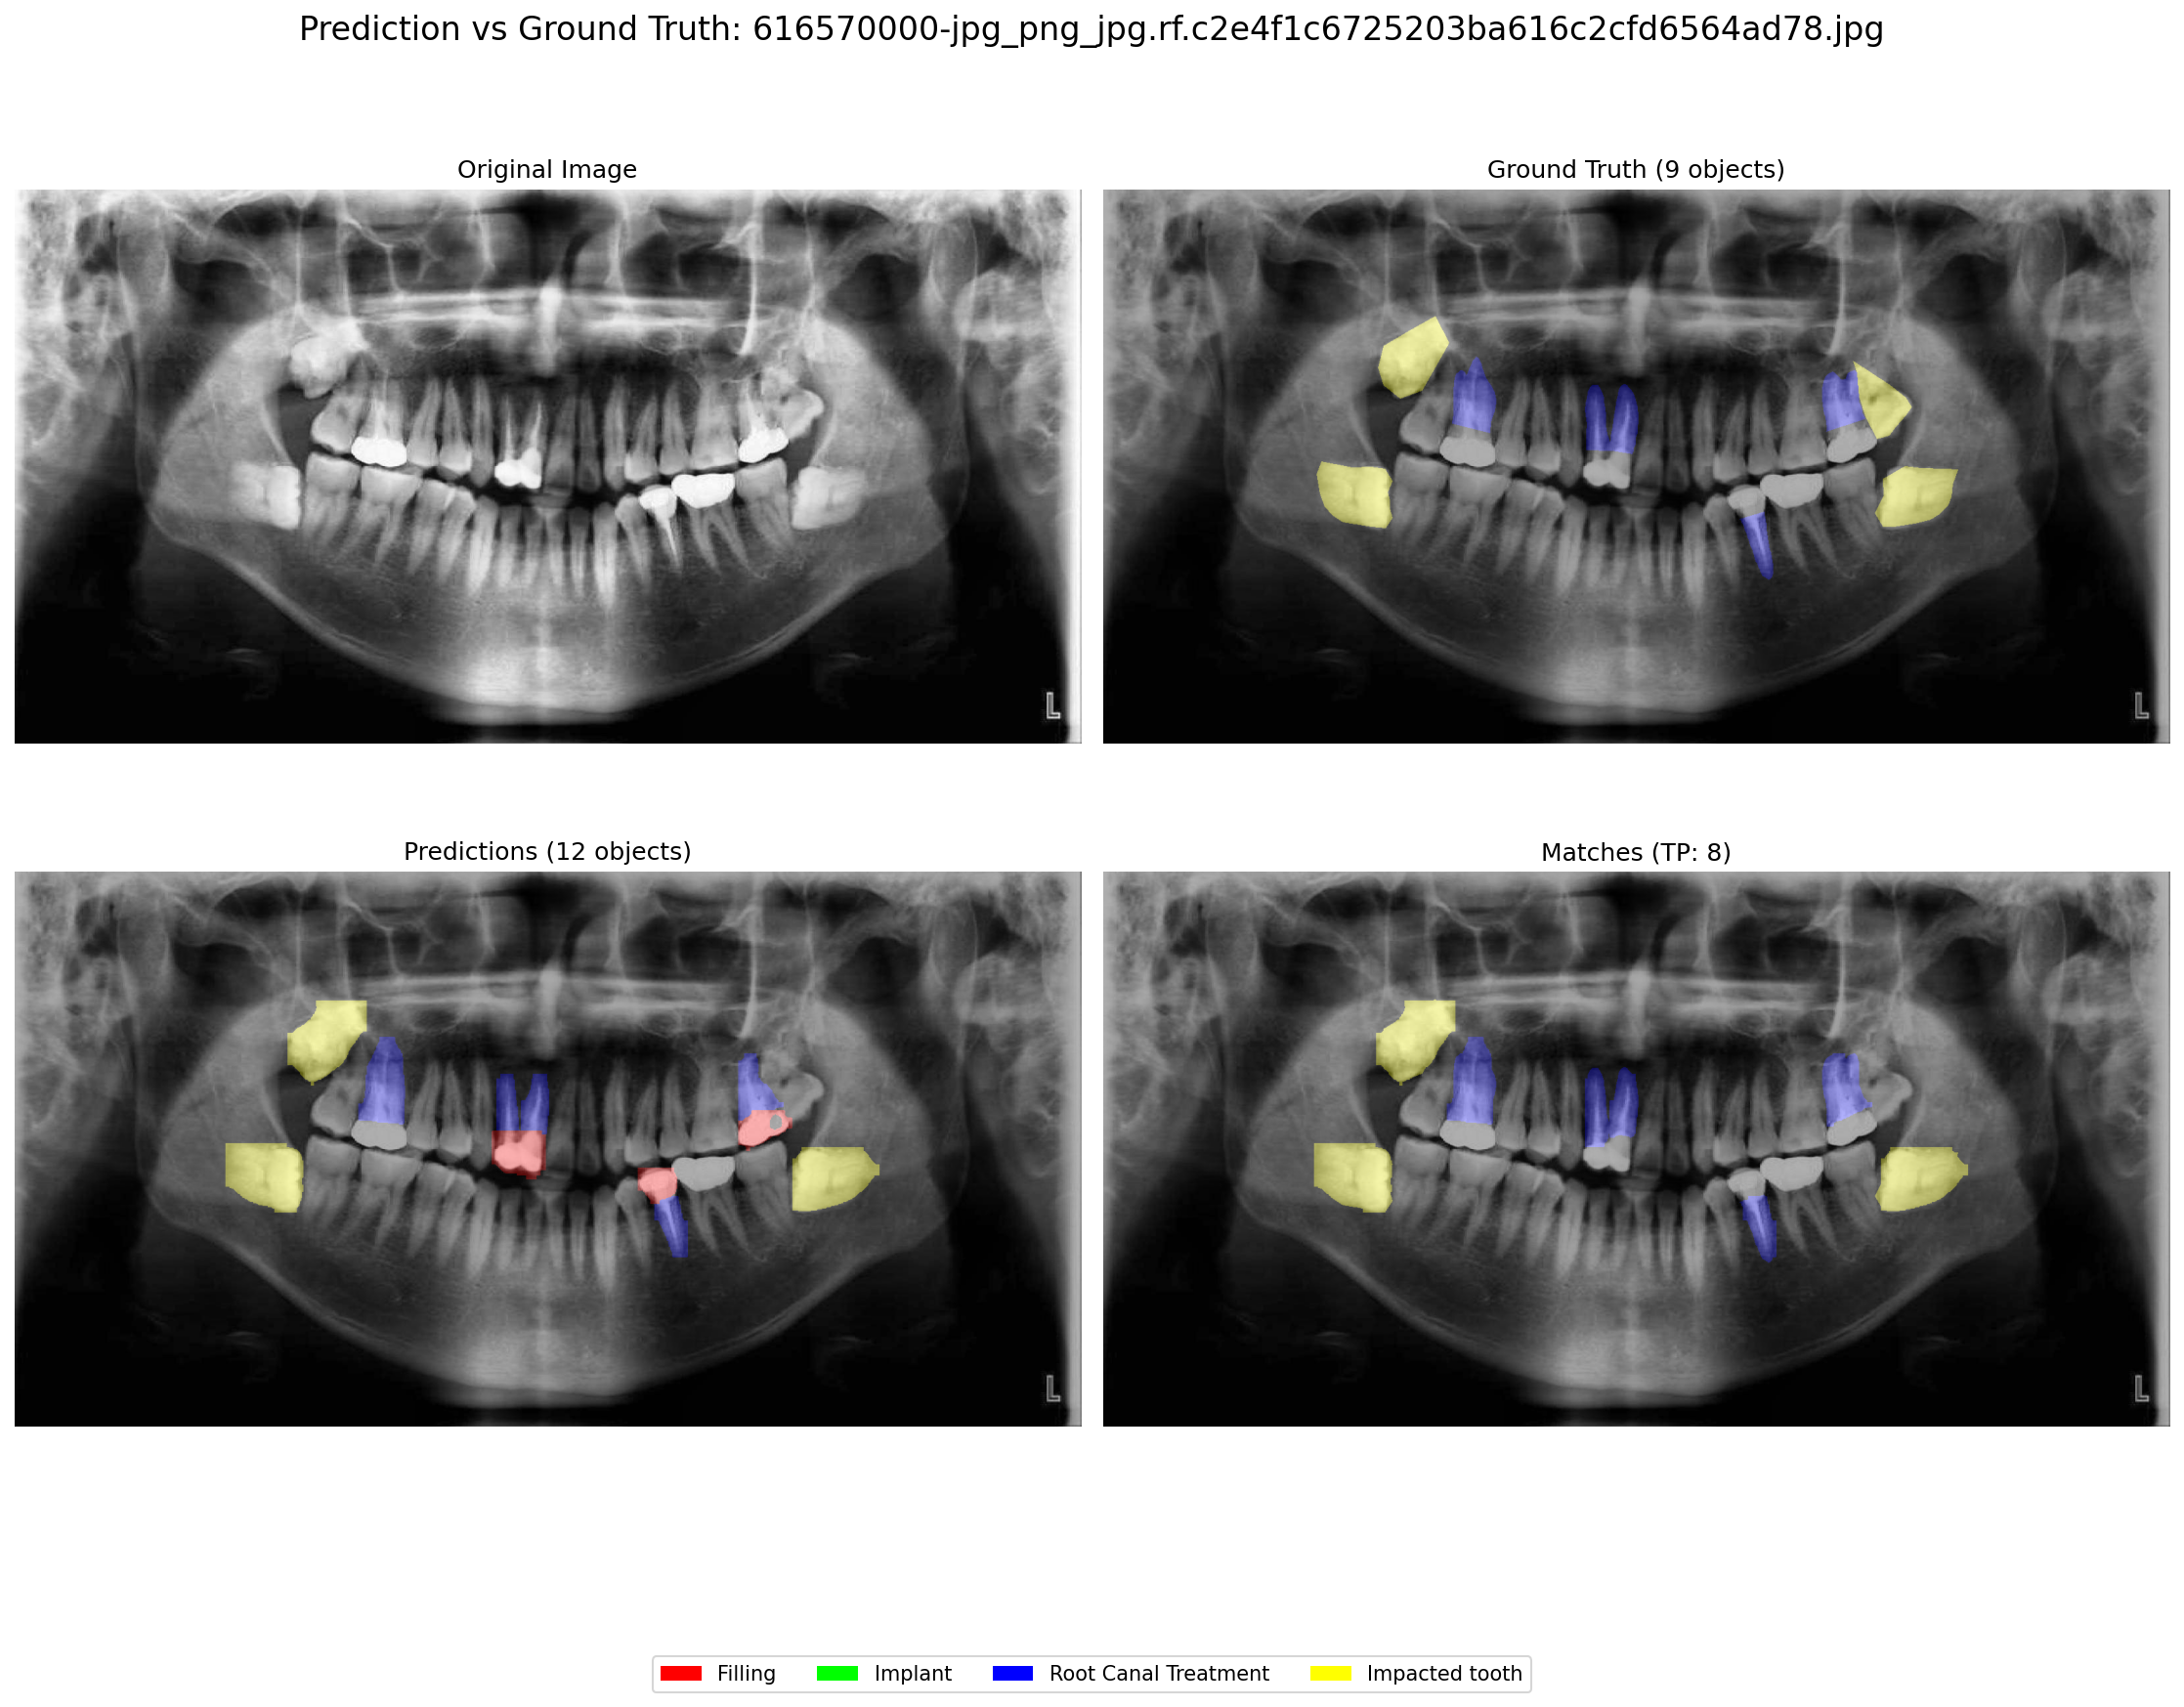 Prediction vs Ground Truth: 616570000-jpg_png_jpg.rf.c2e4f1c6725203ba616c2cfd6564ad78.jpg
Original Image
Ground Truth (9 objects)
L
L
Predictions (12 objects)
Matches (TP: 8)
L
L
Filling
Implant
Root Canal Treatment
Impacted tooth